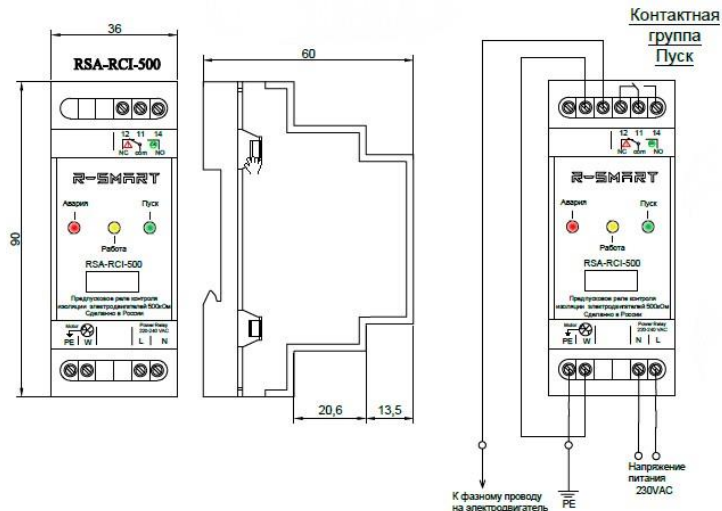 36
60
Контактная
группа
Пуск
RSA-RCI-500
90
12 11 14
NC com NO
R-SMART
Авария
Пуск
Работа
RSA-RCI-500
Предпусковое реле контроля
изоляции электродвигателей 500кОм
Сделано в России
Motor
PE W
Power Relay
220-240 VAC
L N
20,6
13,5
12 11 14
NC com NO
R-SMART
Авария
Пуск
Работа
RSA-RCI-500
Предпусковое реле контроля
изоляции электродвигателей 500кОм
Сделано в России
Motor
PE W
Power Relay
220-240 VAC
N L
К фазному проводу
на электродвигатель
PE
Напряжение
питания
230VAC